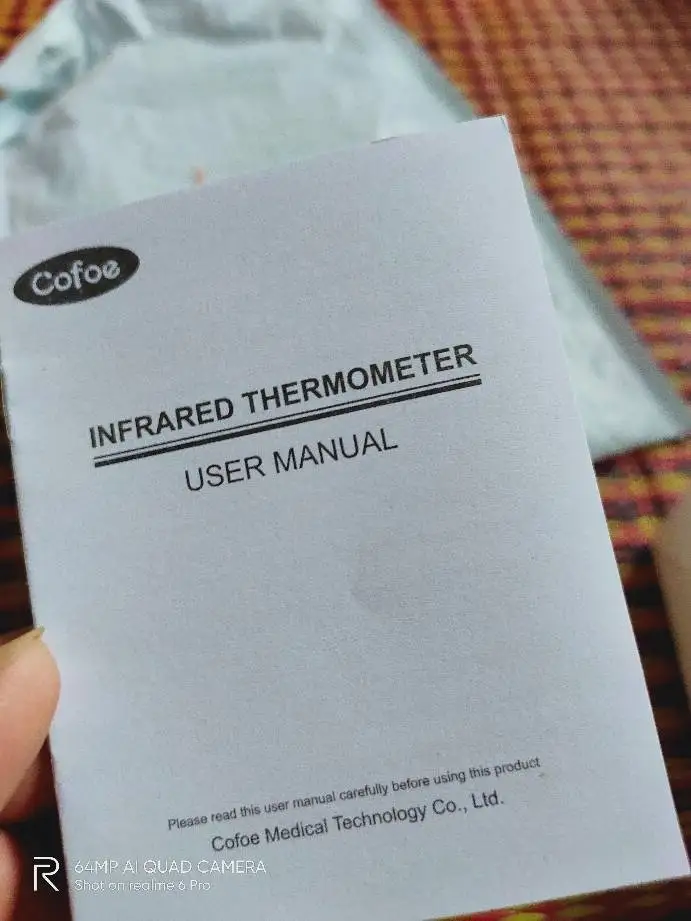 Cofoe
INFRARED THERMOMETER
USER MANUAL
Please read this user manual carefully before using this product
Cofoe Medical Technology Co., Ltd.
R
64MP AI QUAD CAMERA
Shot on realme 6 Pro